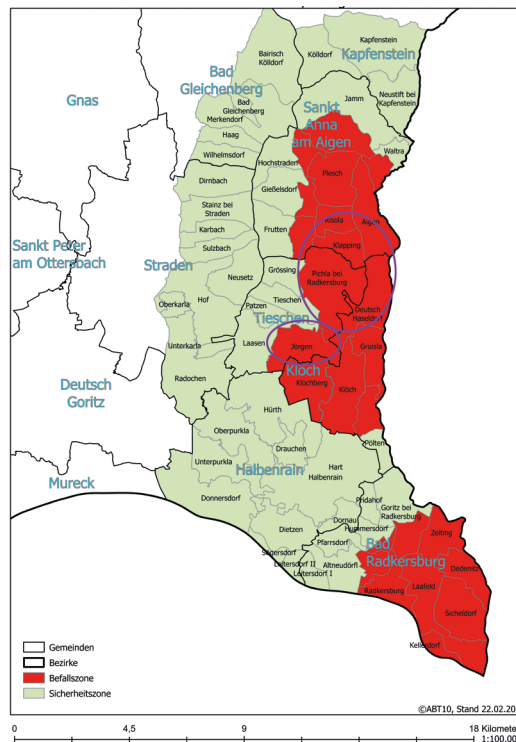 Kapfenstein
Bairisch
Kölldorf
Kölldorf
Kapfenstein
Bad
Gleichenberg
Gnas
Bad
Gleichenberg
Merkendorf
Jamm
Neustift bei
Kapfenstein
Sankt
Anna
am Aigen
Haag
Waltra
Wilhelmsdorf
Hochstraden
Plesch
Dirnbach
Gießelsdorf
Stainz bei
Straden
Risola
Aigen
Karbach
Frutten
Klapping
Sulzbach
Sankt Peter
am Ottersbach
Straden
Grössing
Pichla bei
Radkersburg
Neusetz
Oberkarla
Hof
Patzen
Tieschen
Deutsch
Haseldorf
Tieschen
Unterkarla
Laasen
Jörgen
Gruisla
Klöch
Radochen
Klöchberg
Klöch
Deutsch
Goritz
Hürth
Oberpurkla
Drauchen
Pölten
Unterpurkla
Halbenrain
Hart
Halbenrain
Mureck
Donnersdorf
Pridahof
Goritz bei
Radkersburg
Dietzen
Dornau
Hummersdorf
Zelting
Pfarrsdorf
Bad
Radkersburg
Sögersdorf
Laitersdorf II
Laitersdorf I
Altneudörfl
Dedenitz
Radkersburg
Laafeld
Sicheldorf
Kellerdorf
Gemeinden
Bezirke
Befallszone
Sicherheitszone
©ABT10, Stand 22.02.20
0 4,5 9 18 Kilomete
1:100.00